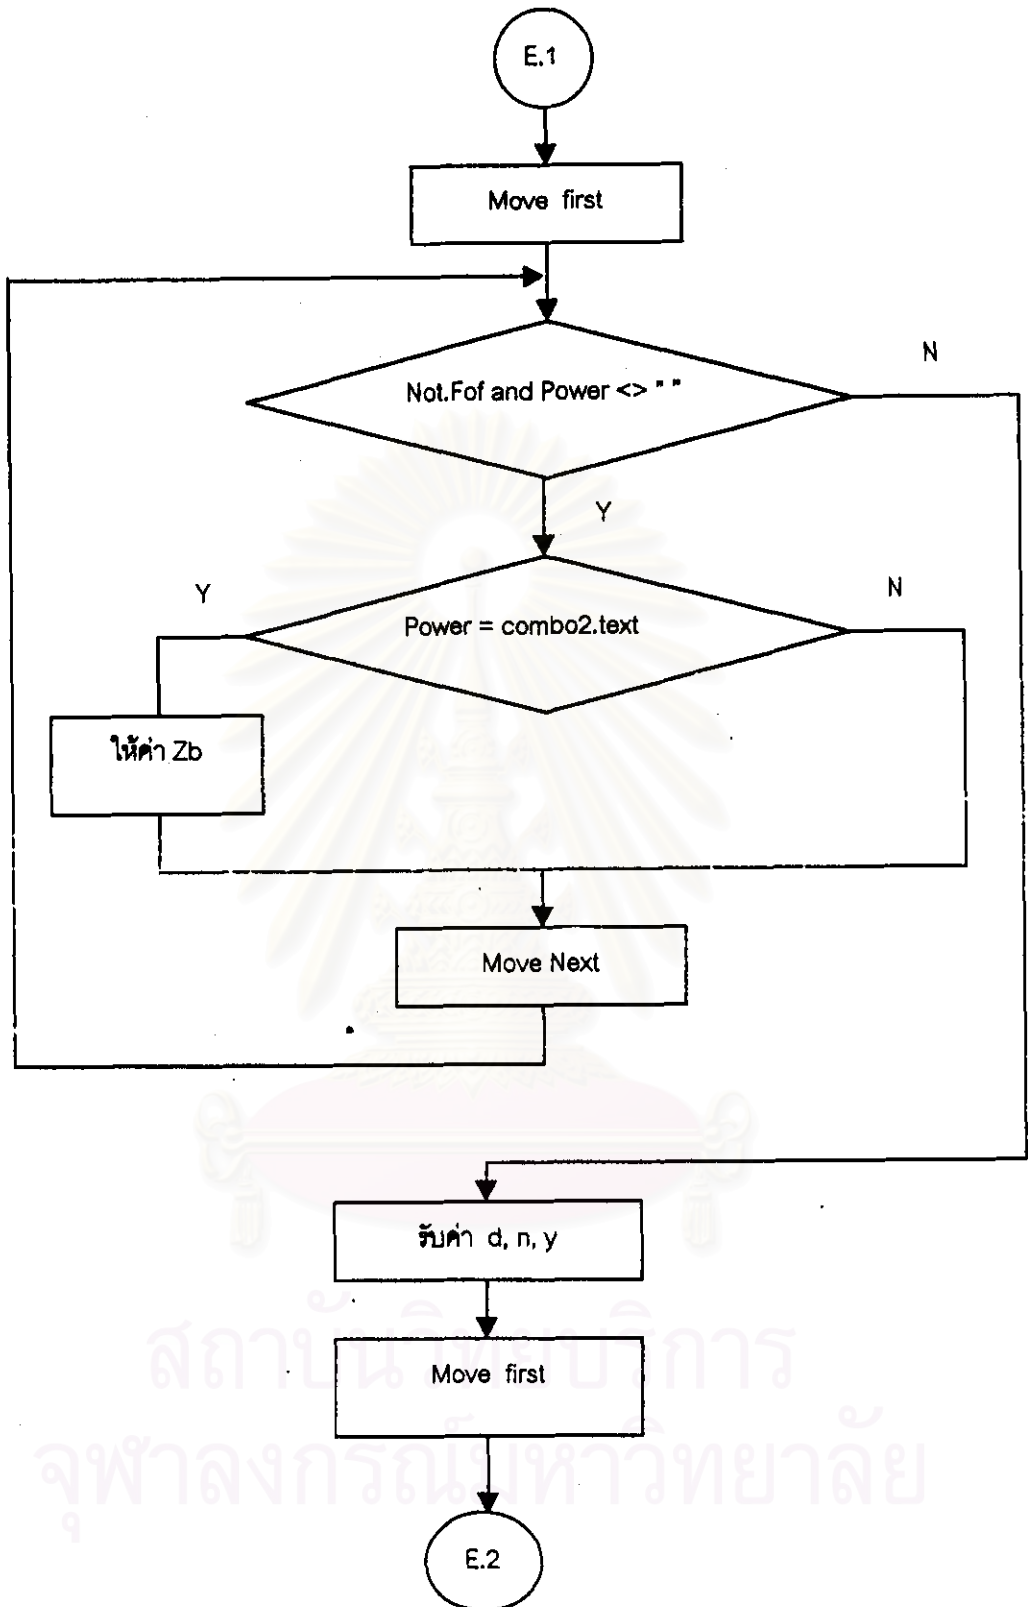 E.1
Move first
Not.Fof and Power <> " "
N
Y
Y
Power = combo2.text
N
ให้ค่า Zb
Move Next
รับค่า d, n, y
Move first
E.2
สถาบันวิทยบริการ
จุฬาลงกรณ์มหาวิทยาลัย